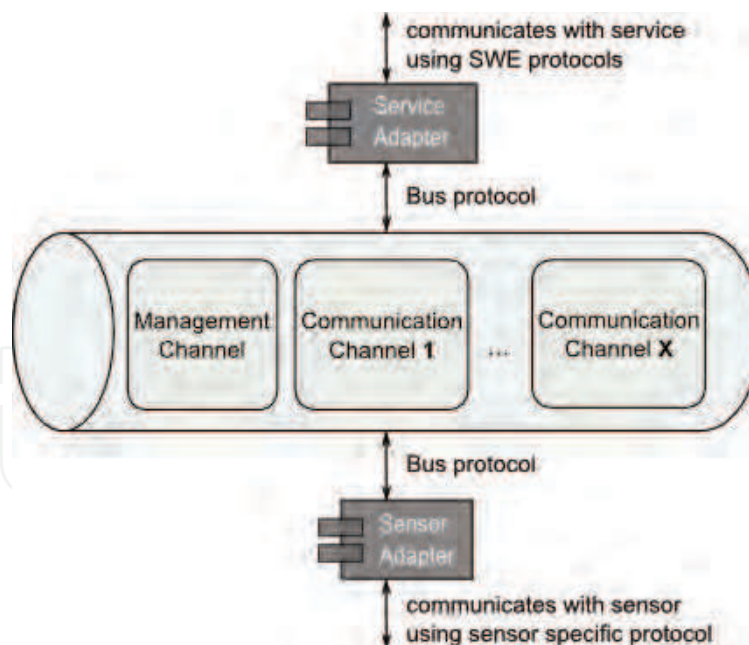 communicates with service
using SWE protocols
Service
Adapter
Bus protocol
Management
Channel
Communication
Channel 1
...
Communication
Channel X
Bus protocol
Sensor
Adapter
communicates with sensor
using sensor specific protocol